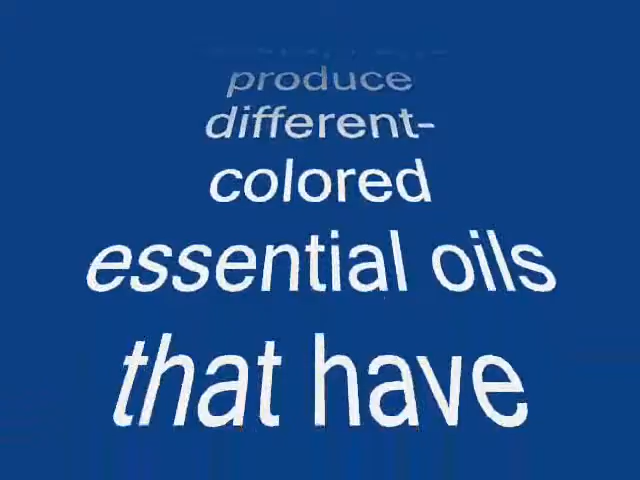 produce
different-
colored
essential oils
that have